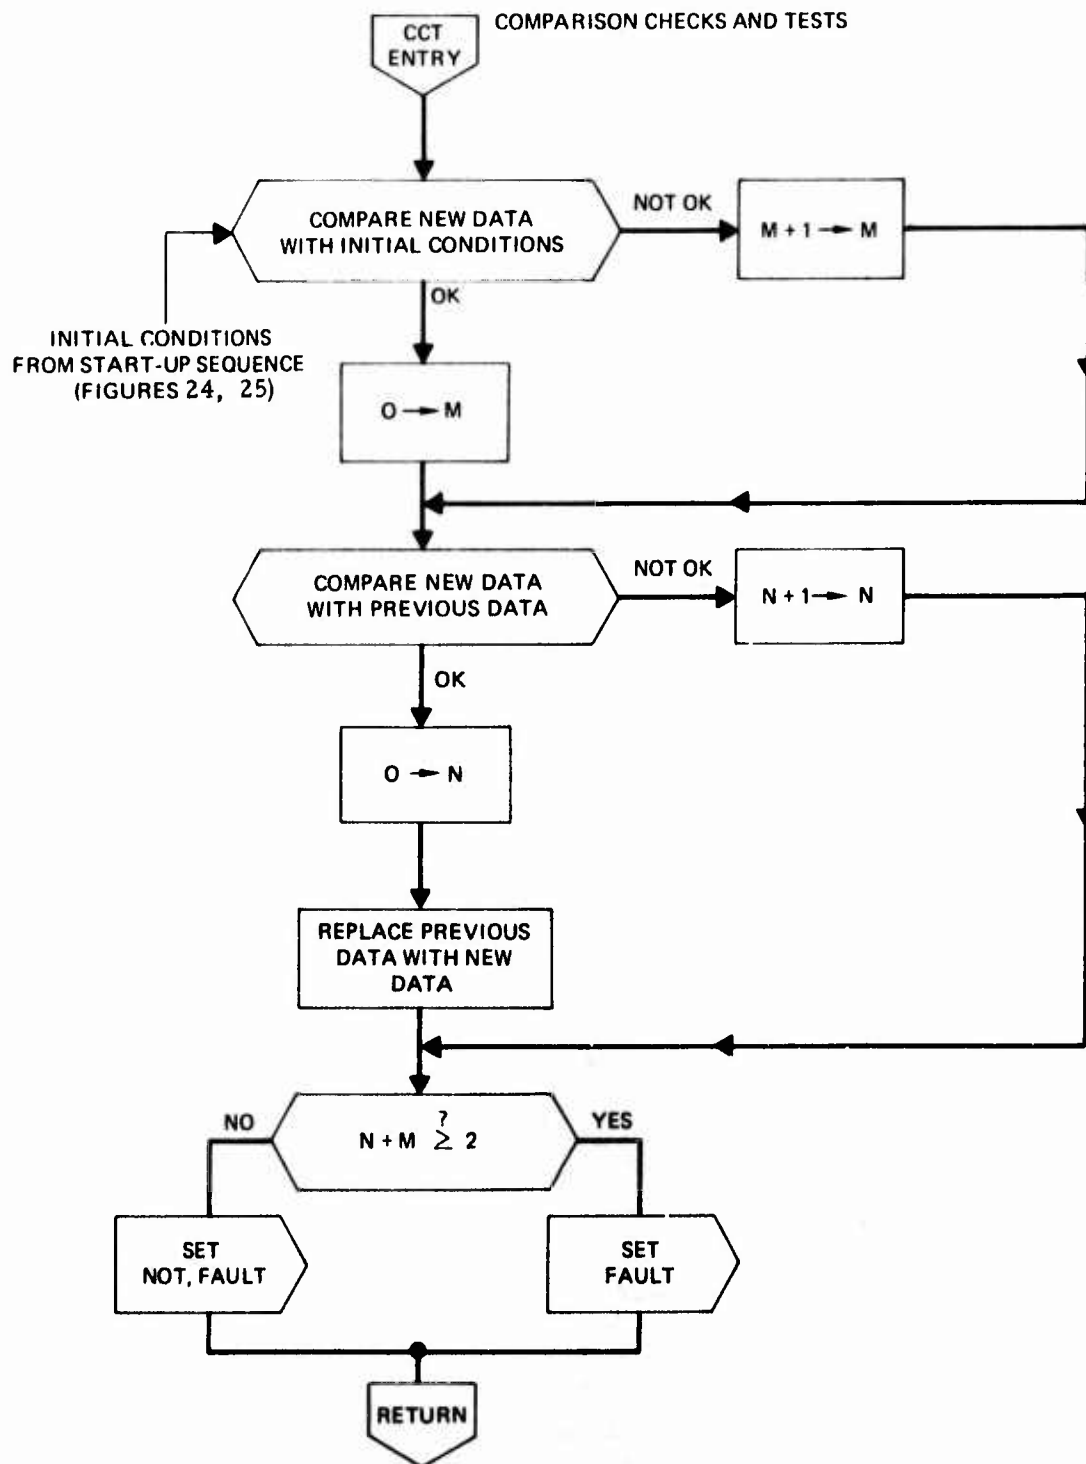 CCT
ENTRY
COMPARISON CHECKS AND TESTS
COMPARE NEW DATA
WITH INITIAL CONDITIONS
NOT OK
M + 1 → M
OK
INITIAL CONDITIONS
FROM START-UP SEQUENCE
(FIGURES 24, 25)
O → M
COMPARE NEW DATA
WITH PREVIOUS DATA
NOT OK
N + 1 → N
OK
O → N
REPLACE PREVIOUS
DATA WITH NEW
DATA
NO
?
N + M ≥ 2
YES
SET
NOT, FAULT
SET
FAULT
RETURN